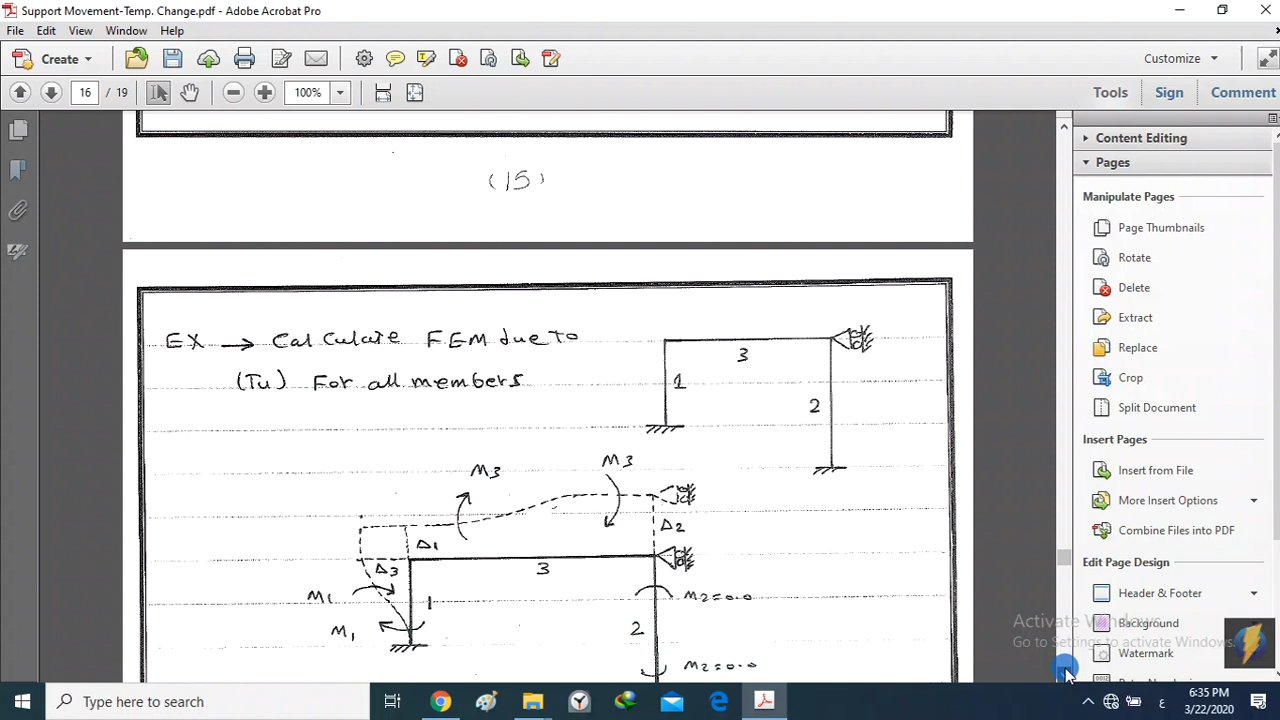 Support Movement-Temp. Change.pdf - Adobe Acrobat Pro
File Edit View Window Help
Create
Customize
16 / 19
100%
Tools Sign Comment
(15)
EX → Calculate FEM due to
(Tu) For all members
3
1
2
M3
M3
Δ1
Δ2
Δ3
3
M1
1
M1
2
M2=0.0
M2=0.0
Content Editing
Pages
Manipulate Pages
Page Thumbnails
Rotate
Delete
Extract
Replace
Crop
Split Document
Insert Pages
Insert from File
More Insert Options
Combine Files into PDF
Edit Page Design
Header & Footer
Background
Watermark
Activate Windows
Go to Settings to activate Windows.
Type here to search
ع
6:35 PM
3/22/2020